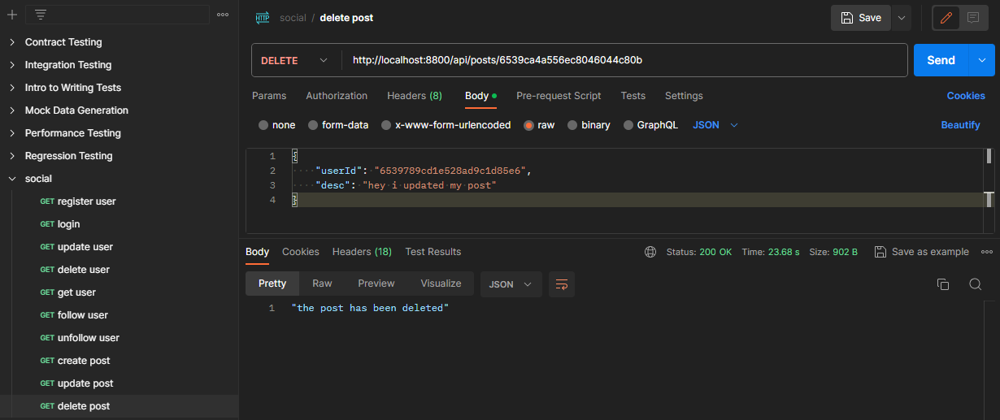 Contract Testing
Integration Testing
Intro to Writing Tests
Mock Data Generation
Performance Testing
Regression Testing
social
GET register user
GET login
GET update user
GET delete user
GET get user
GET follow user
GET unfollow user
GET create post
GET update post
GET delete post
HTTP social / delete post
Save
DELETE http://localhost:8800/api/posts/6539ca4a556ec8046044c80b
Send
Params Authorization Headers (8) Body Pre-request Script Tests Settings Cookies
none form-data x-www-form-urlencoded raw binary GraphQL JSON Beautify
1 {
2 "userId": "6539789cd1e528ad9c1d85e6",
3 "desc": "hey i updated my post"
4 }
Body Cookies Headers (18) Test Results Status: 200 OK Time: 23.68 s Size: 902 B Save as example
Pretty Raw Preview Visualize JSON
1 "the post has been deleted"